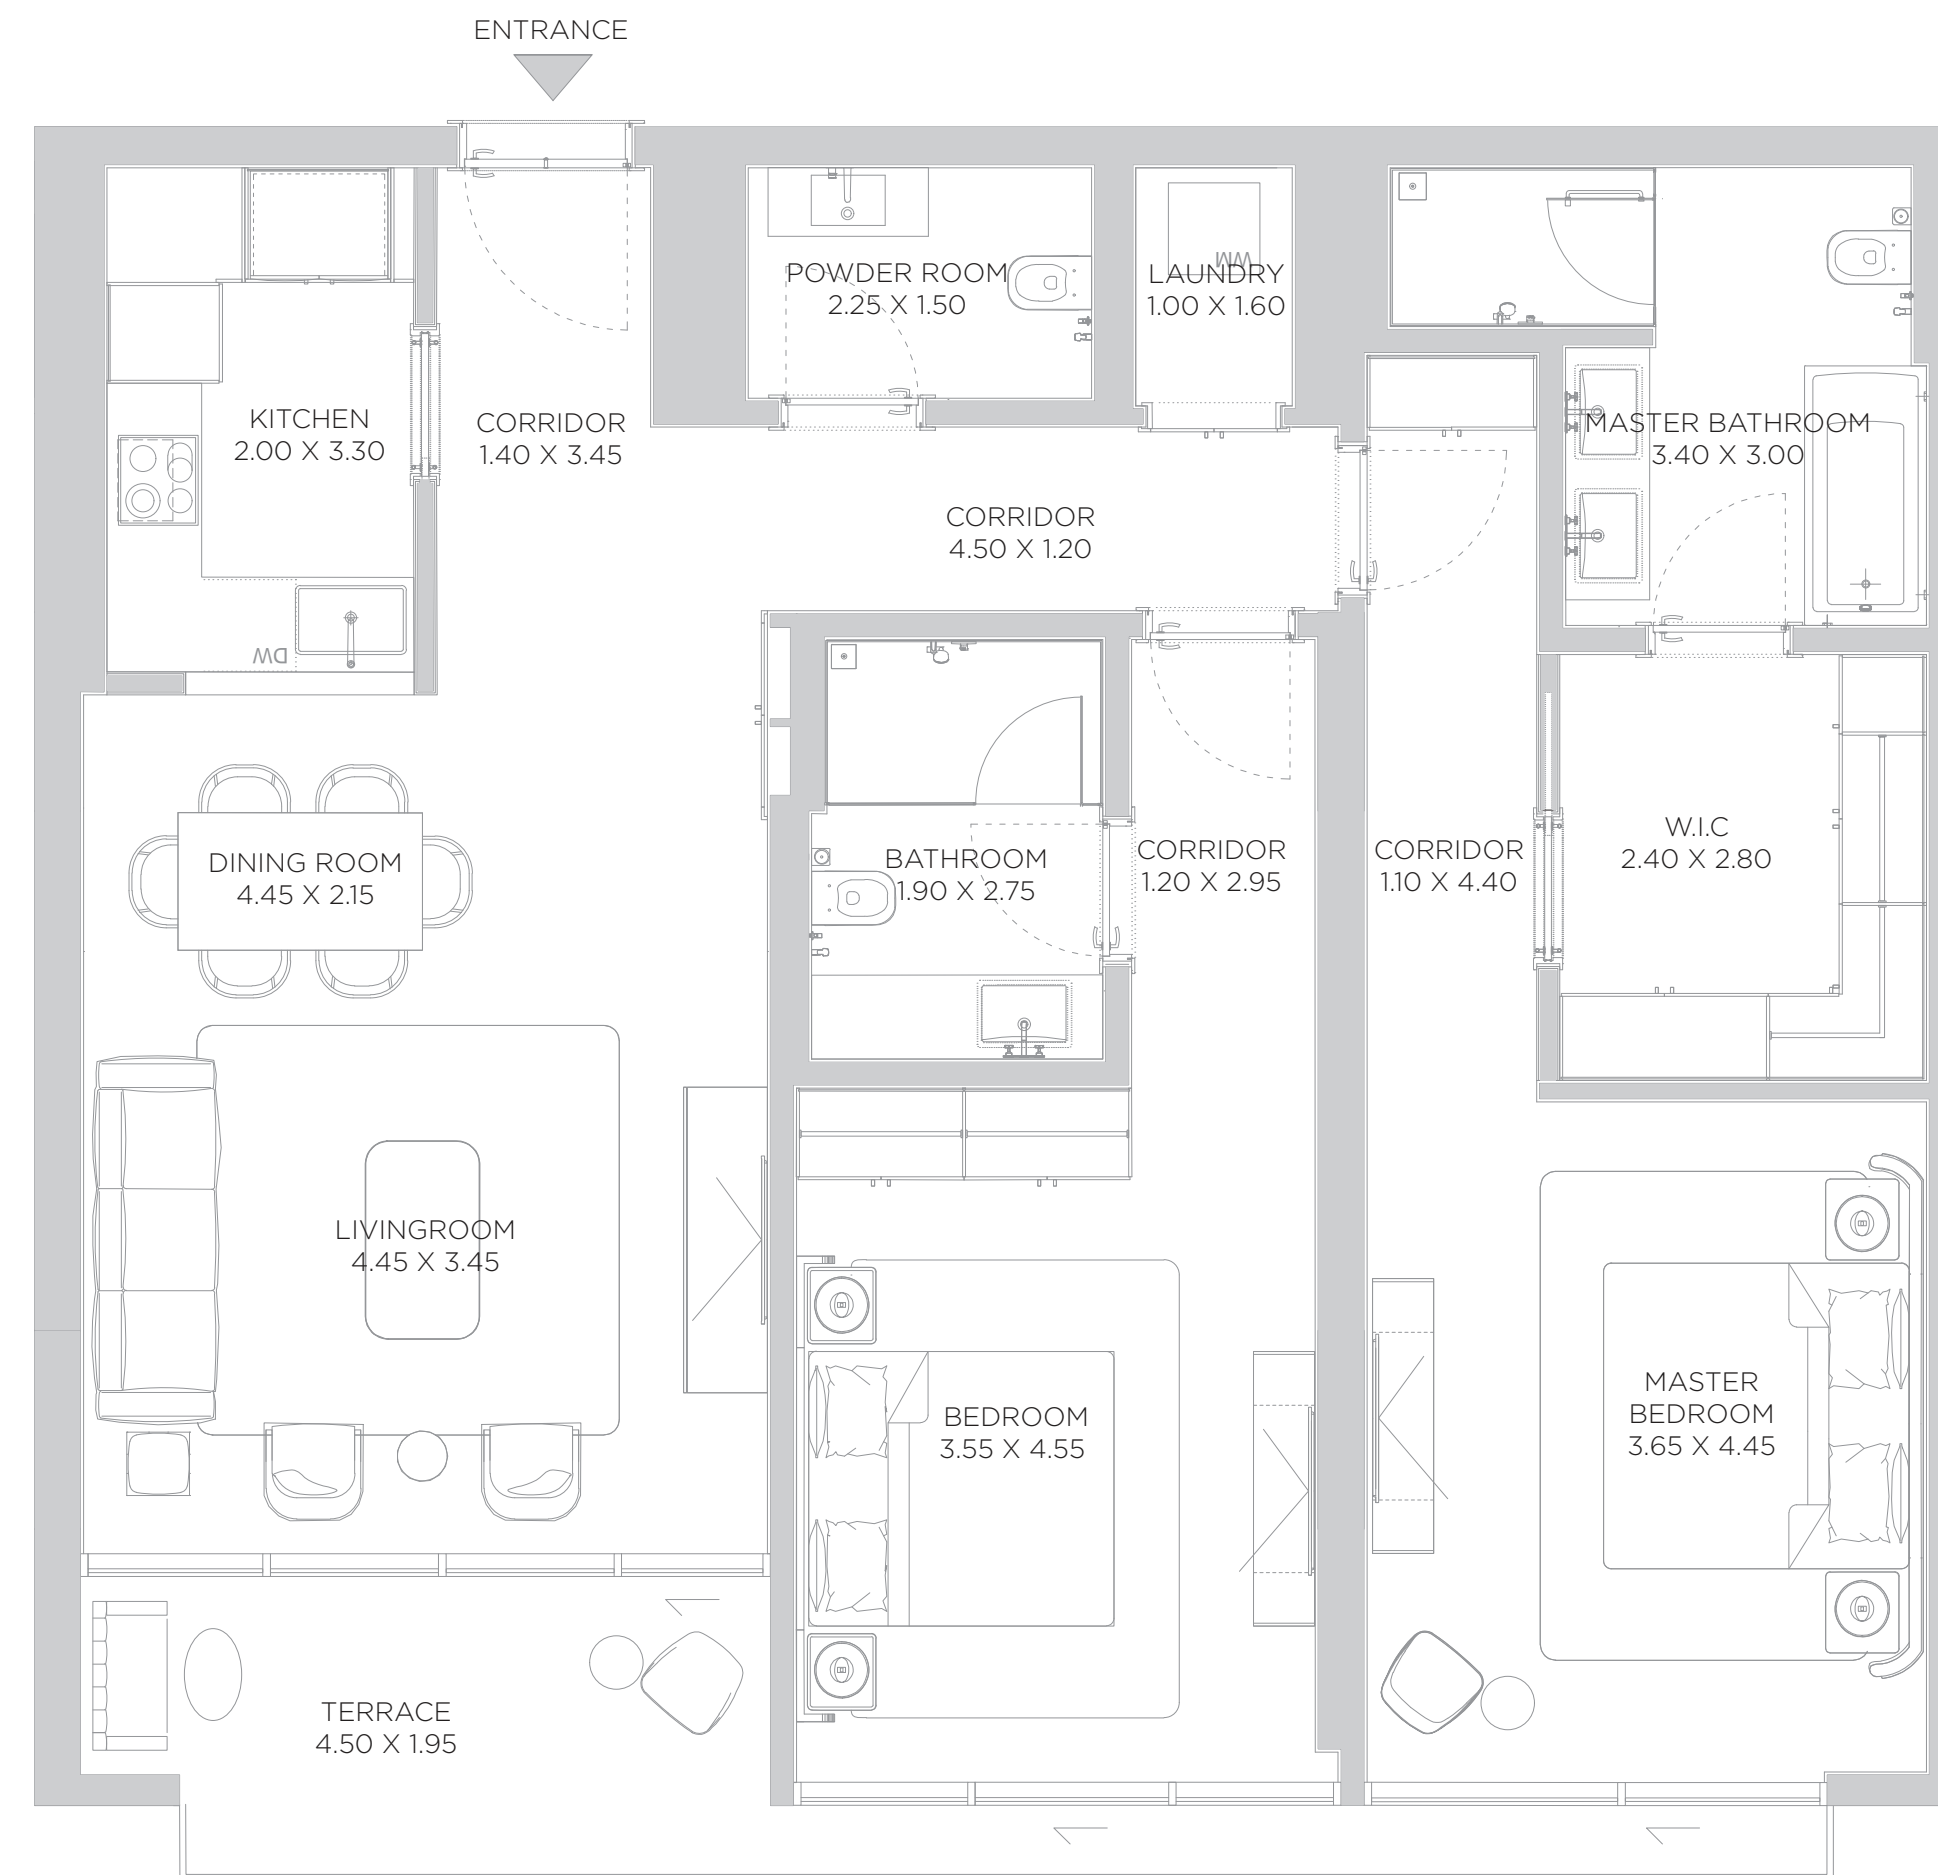 ENTRANCE
POWDER ROOM
2.25 X 1.50
WM
LAUNDRY
1.00 X 1.60
KITCHEN
2.00 X 3.30
CORRIDOR
1.40 X 3.45
MASTER BATHROOM
3.40 X 3.00
CORRIDOR
4.50 X 1.20
DW
DINING ROOM
4.45 X 2.15
BATHROOM
1.90 X 2.75
CORRIDOR
1.20 X 2.95
CORRIDOR
1.10 X 4.40
W.I.C
2.40 X 2.80
LIVINGROOM
4.45 X 3.45
BEDROOM
3.55 X 4.55
MASTER
BEDROOM
3.65 X 4.45
TERRACE
4.50 X 1.95